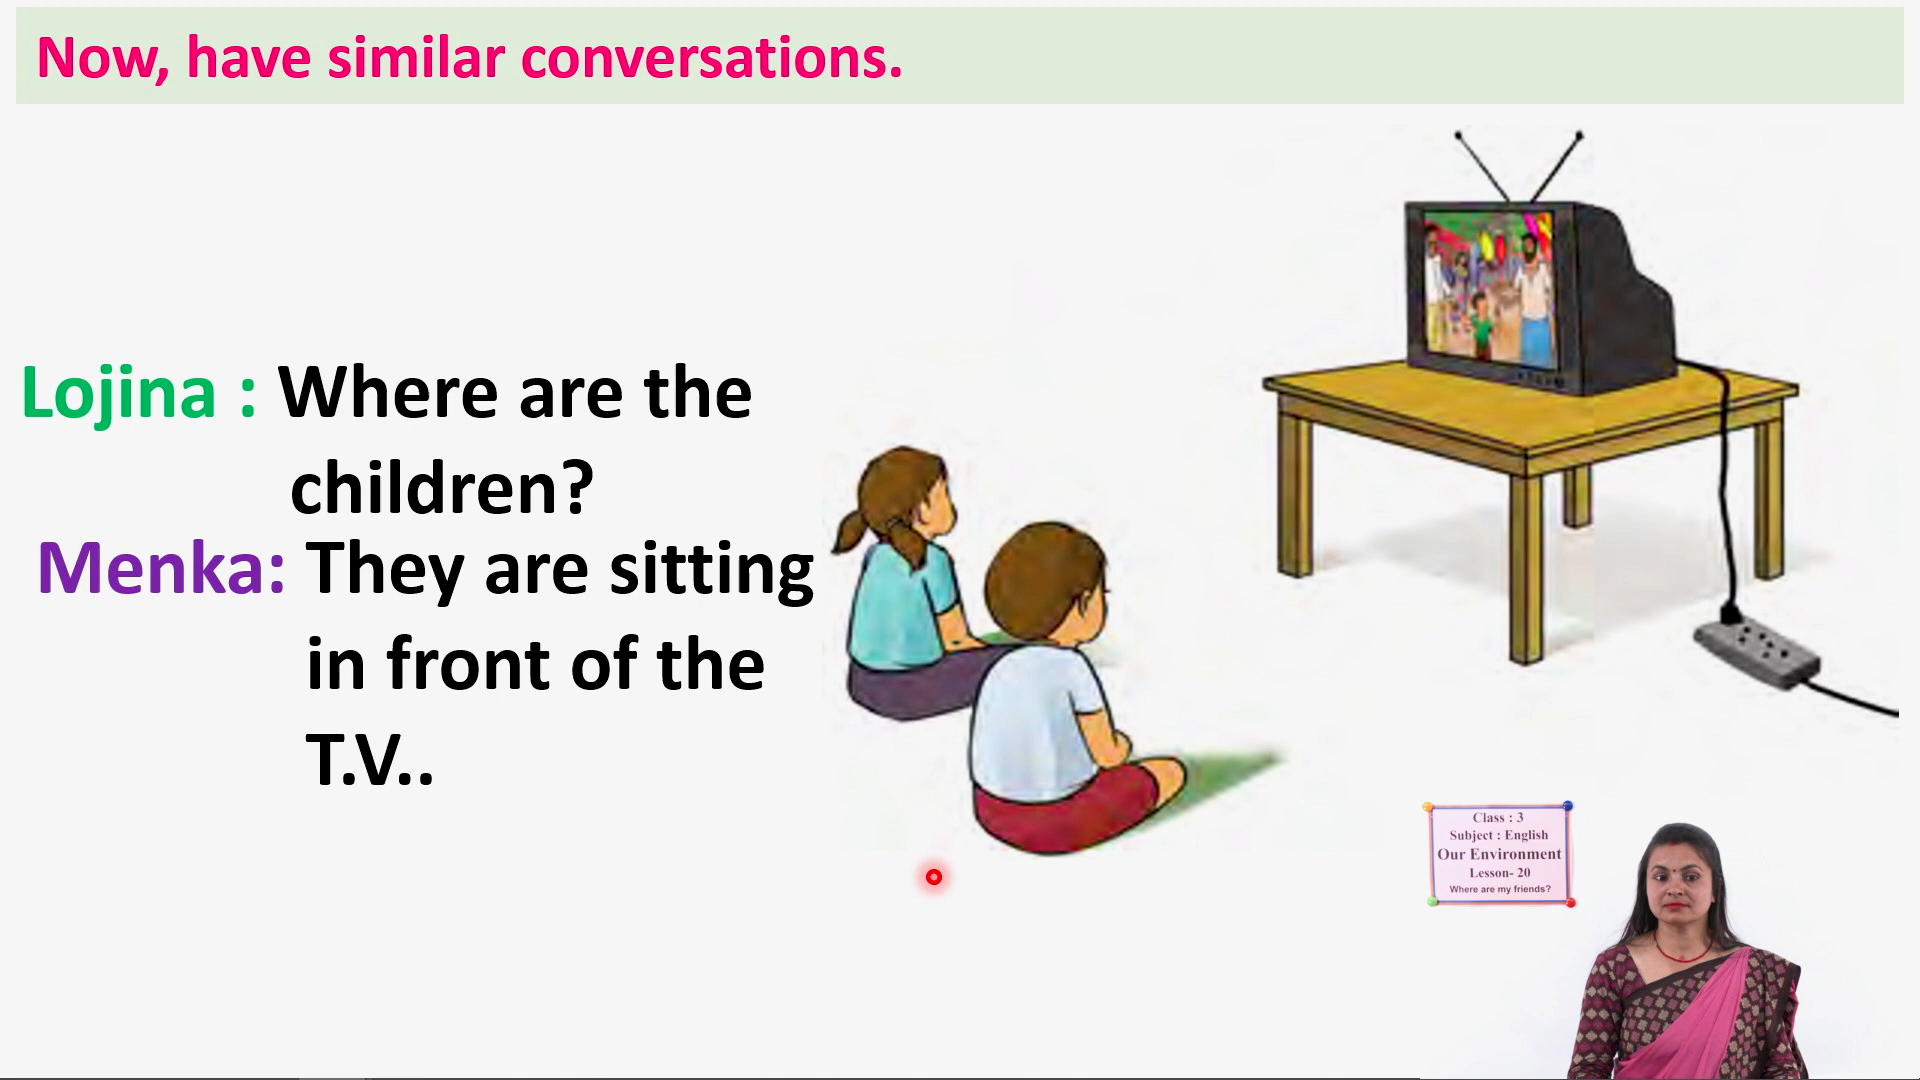 Now, have similar conversations.
Lojina : Where are the
children?
Menka: They are sitting
in front of the
T.V..
Class : 3
Subject : English
Our Environment
Lesson- 20
Where are my friends?